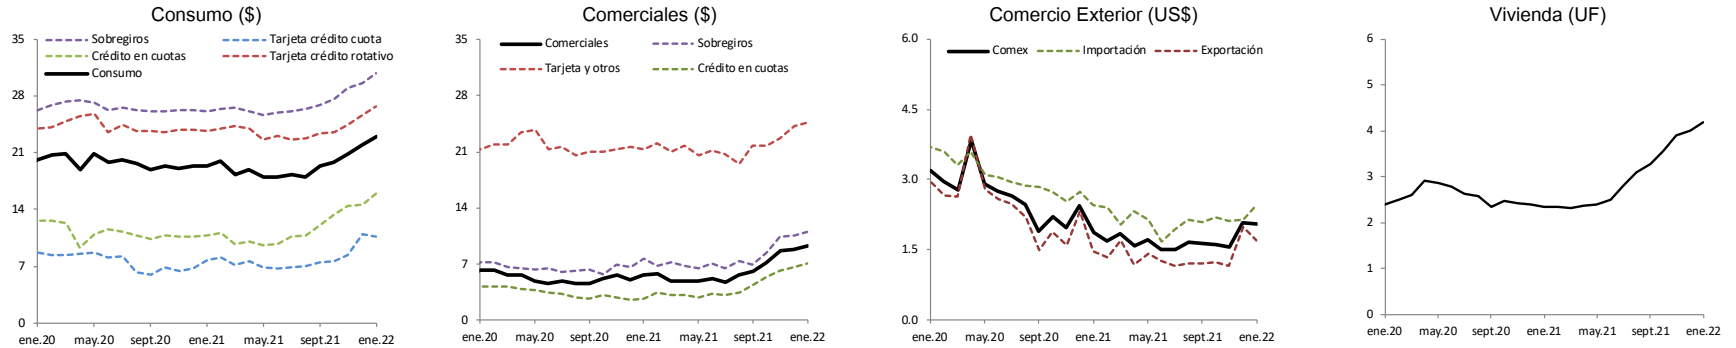 Consumo ($)
35
28
21
14
7
0
Sobregiros
Tarjeta crédito cuota
Crédito en cuotas
Tarjeta crédito rotativo
Consumo
ene.20 may.20 sept.20 ene.21 may.21 sept.21 ene.22
Comerciales ($)
35
28
21
14
7
0
Comerciales
Sobregiros
Tarjeta y otros
Crédito en cuotas
ene.20 may.20 sept.20 ene.21 may.21 sept.21 ene.22
Comercio Exterior (US$)
6.0
4.5
3.0
1.5
0.0
Comex
Importación
Exportación
ene.20 may.20 sept.20 ene.21 may.21 sept.21 ene.22
Vivienda (UF)
6
5
4
3
2
1
0
ene.20 may.20 sept.20 ene.21 may.21 sept.21 ene.22